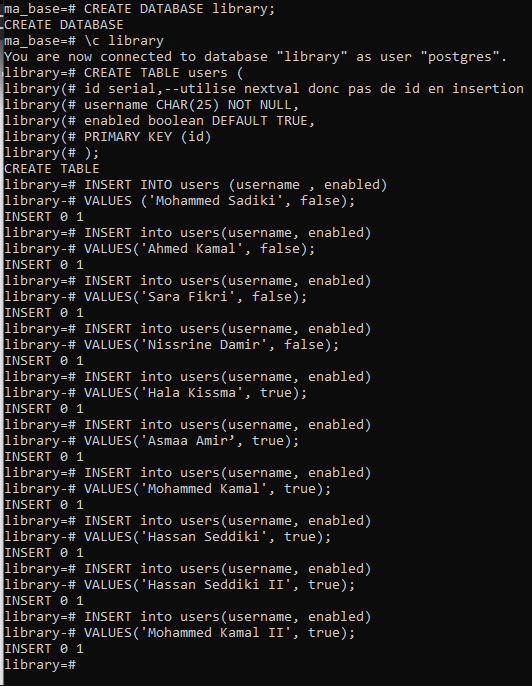 ma_base=# CREATE DATABASE library;
CREATE DATABASE
ma_base=# \c library
You are now connected to database "library" as user "postgres".
library=# CREATE TABLE users (
library(# id serial,--utilise nextval donc pas de id en insertion
library(# username CHAR(25) NOT NULL,
library(# enabled boolean DEFAULT TRUE,
library(# PRIMARY KEY (id)
library(# );
CREATE TABLE
library=# INSERT INTO users (username , enabled)
library-# VALUES ('Mohammed Sadiki', false);
INSERT 0 1
library=# INSERT into users(username, enabled)
library-# VALUES('Ahmed Kamal', false);
INSERT 0 1
library=# INSERT into users(username, enabled)
library-# VALUES('Sara Fikri', false);
INSERT 0 1
library=# INSERT into users(username, enabled)
library-# VALUES('Nissrine Damir', false);
INSERT 0 1
library=# INSERT into users(username, enabled)
library-# VALUES('Hala Kissma', true);
INSERT 0 1
library=# INSERT into users(username, enabled)
library-# VALUES('Asmaa Amir’, true);
INSERT 0 1
library=# INSERT into users(username, enabled)
library-# VALUES('Mohammed Kamal', true);
INSERT 0 1
library=# INSERT into users(username, enabled)
library-# VALUES('Hassan Seddiki', true);
INSERT 0 1
library=# INSERT into users(username, enabled)
library-# VALUES('Hassan Seddiki II', true);
INSERT 0 1
library=# INSERT into users(username, enabled)
library-# VALUES('Mohammed Kamal II', true);
INSERT 0 1
library=#